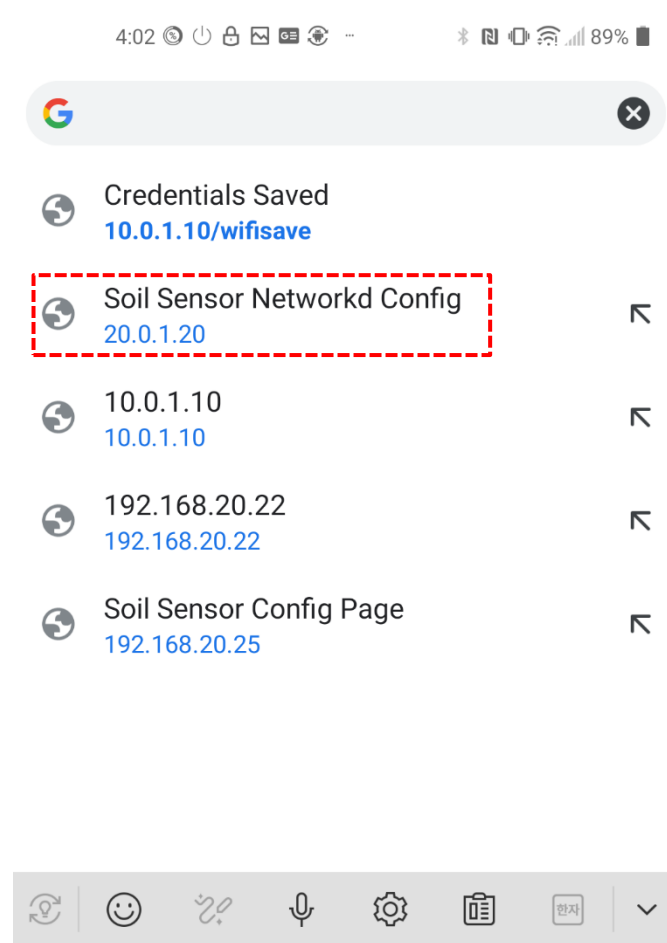 4:02 89%
Credentials Saved
10.0.1.10/wifisave
Soil Sensor Networkd Config
20.0.1.20
10.0.1.10
10.0.1.10
192.168.20.22
192.168.20.22
Soil Sensor Config Page
192.168.20.25
한자